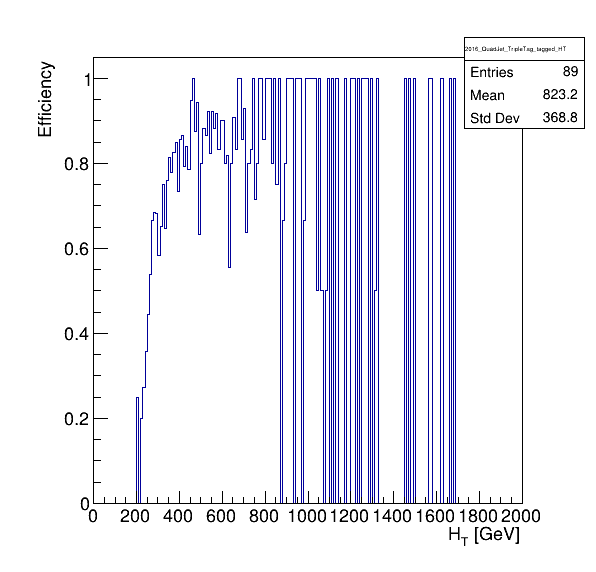 2016_QuadJet_TripleTag_tagged_HT
Entries 89
Mean 823.2
Std Dev 368.8
Efficiency
1
0.8
0.6
0.4
0.2
0
0 200 400 600 800 1000 1200 1400 1600 1800 2000
H_T [GeV]